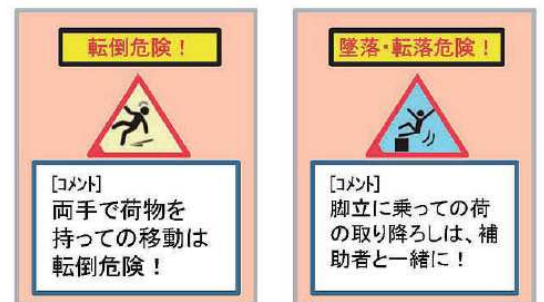 転倒危険！
[コメント]
両手で荷物を
持っての移動は
転倒危険！
墜落・転落危険！
[コメント]
脚立に乗っての荷
の取り降ろしは、補
助者と一緒に！